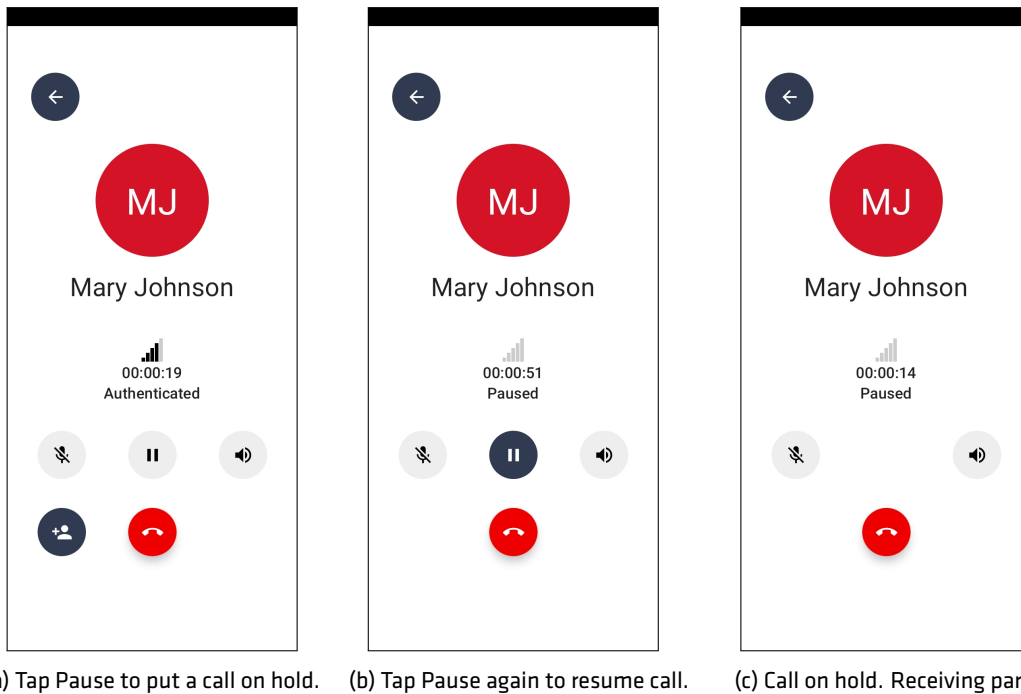 MJ
Mary Johnson
00:00:19
Authenticated
) Tap Pause to put a call on hold.
MJ
Mary Johnson
00:00:51
Paused
(b) Tap Pause again to resume call.
MJ
Mary Johnson
00:00:14
Paused
(c) Call on hold. Receiving par